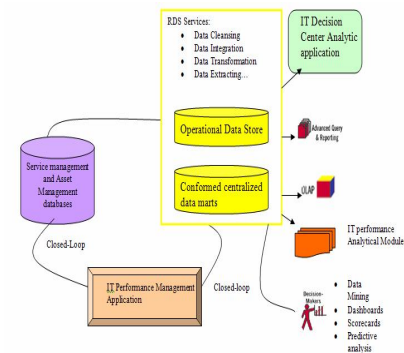 RDS Services:
• Data Cleansing
• Data Integration
• Data Transformation
• Data Extracting...
IT Decision
Center Analytic
application
Operational Data Store
Advanced Query
& Reporting
Service management
and Asset
Management
databases
Conformed centralized
data marts
OLAP
IT performance
Analytical Module
Closed-Loop
Closed-loop
IT Performance Management
Application
Decision-
Makers
• Data
Mining
• Dashboards
• Scorecards
• Predictive
analysis